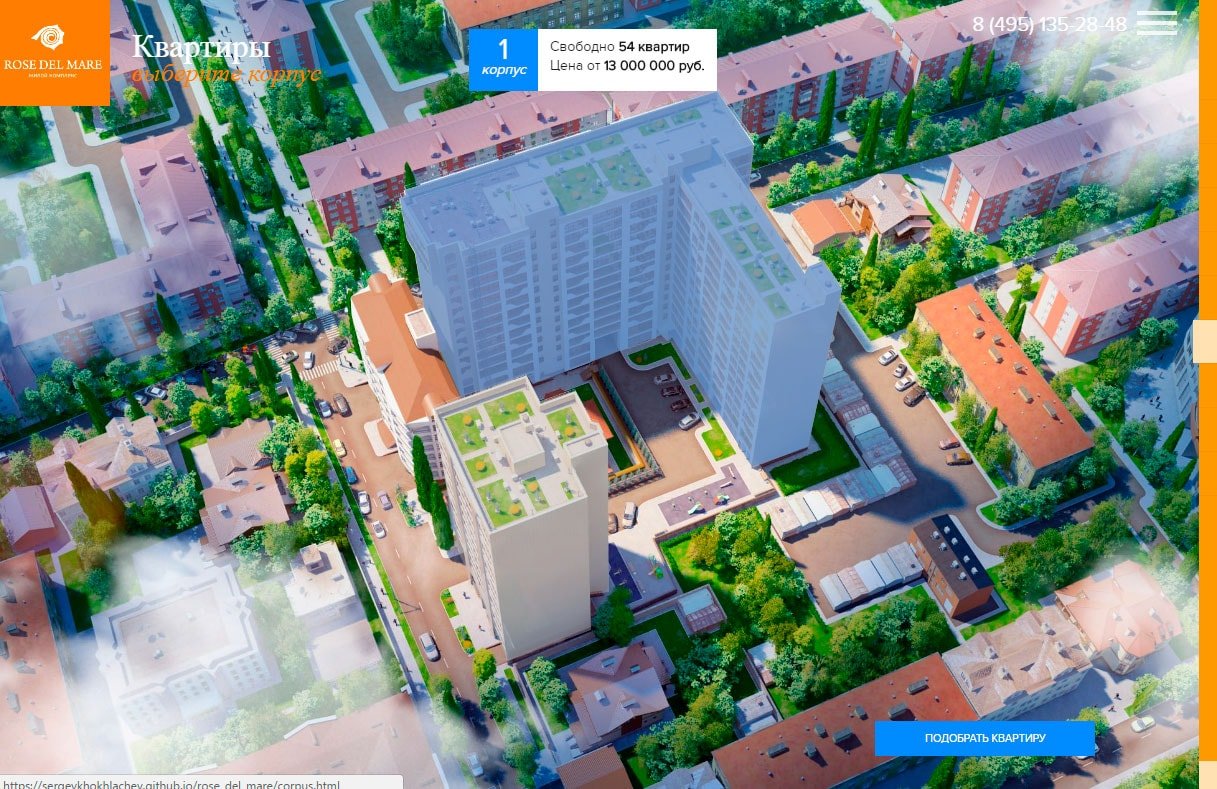 ROSE DEL MARE
ЖИЛОЙ КОМПЛЕКС
Квартиры
выберите корпус
1
корпус
Свободно 54 квартир
Цена от 13 000 000 руб.
8 (495) 135-28-48
ПОДОБРАТЬ КВАРТИРУ
https://sergeykhokhlachev.github.io/rose_del_mare/corpus.html